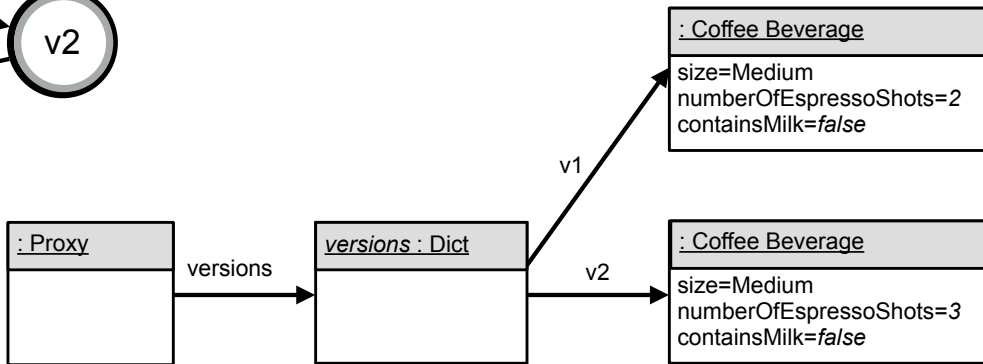 v2
: Coffee Beverage
size=Medium
numberOfEspressoShots=2
containsMilk=false
v1
: Proxy
versions
versions : Dict
v2
: Coffee Beverage
size=Medium
numberOfEspressoShots=3
containsMilk=false